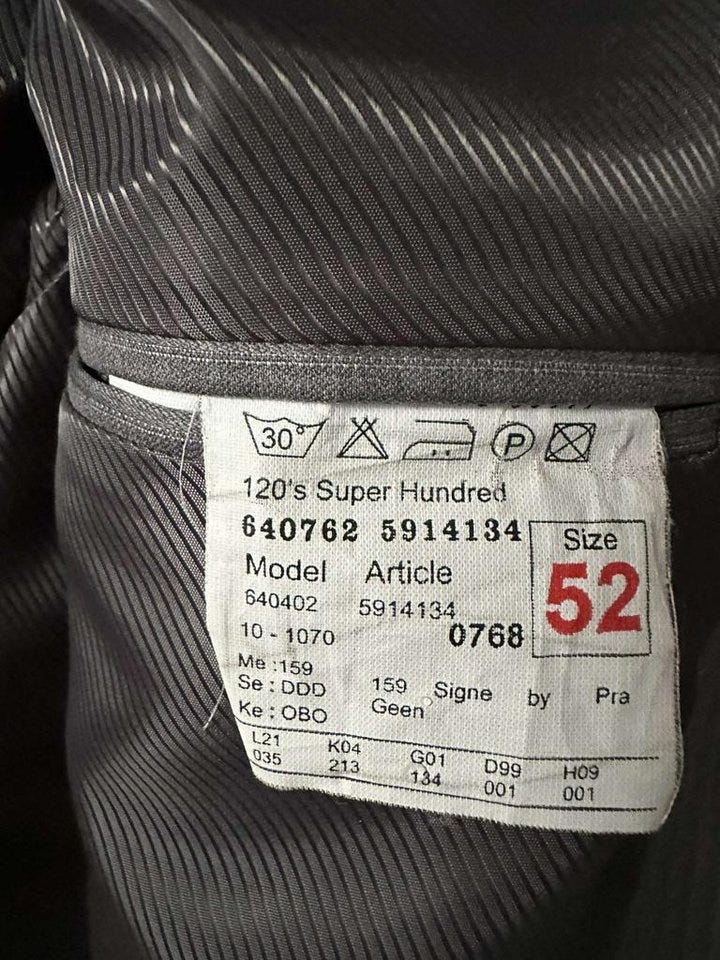 30°
P
120's Super Hundred
640762 5914134
Size
52
Model Article
640402 5914134
10 - 1070 0768
Me : 159
Se : DDD 159 Signe by Pra
Ke : OBO Geen
L21 K04 G01 D99 H09
035 213 134 001 001